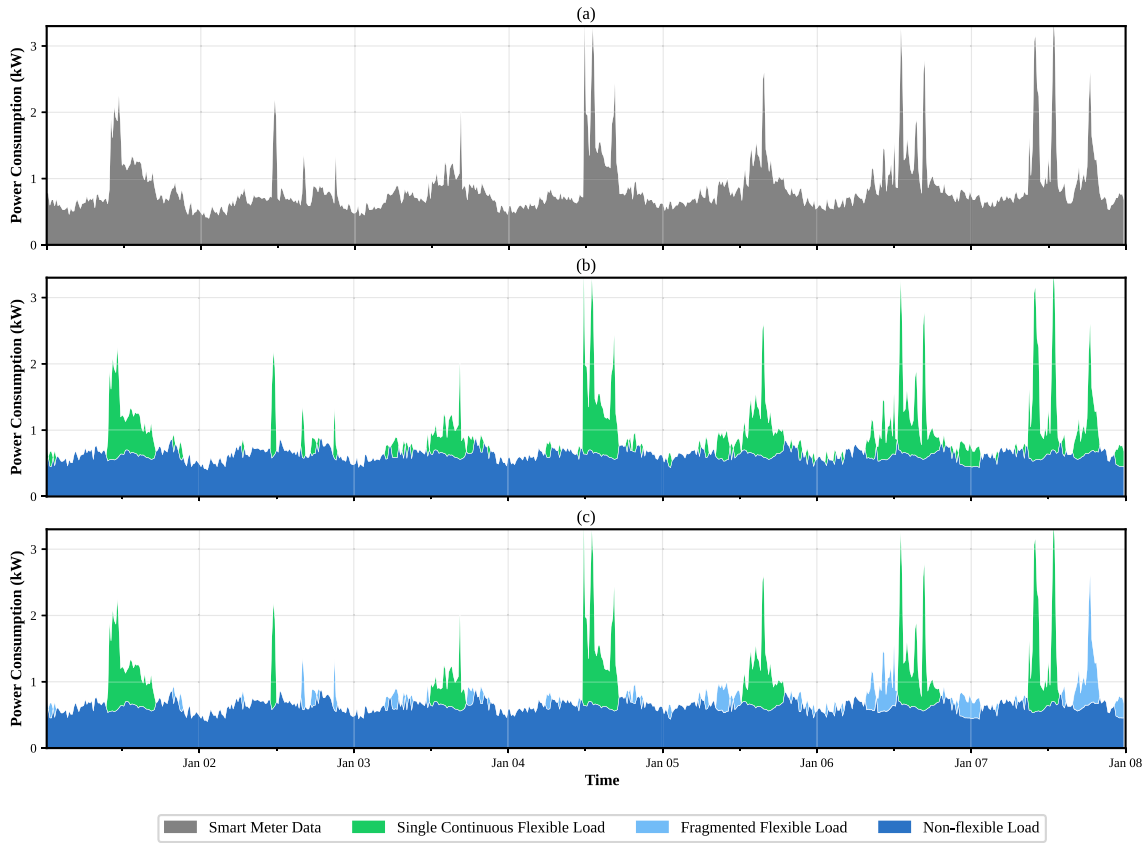 (a)
Power Consumption (kW)
3
2
1
0
(b)
Power Consumption (kW)
3
2
1
0
(c)
Power Consumption (kW)
3
2
1
0
Jan 02 Jan 03 Jan 04 Jan 05 Jan 06 Jan 07 Jan 08
Time
Smart Meter Data Single Continuous Flexible Load Fragmented Flexible Load Non-flexible Load